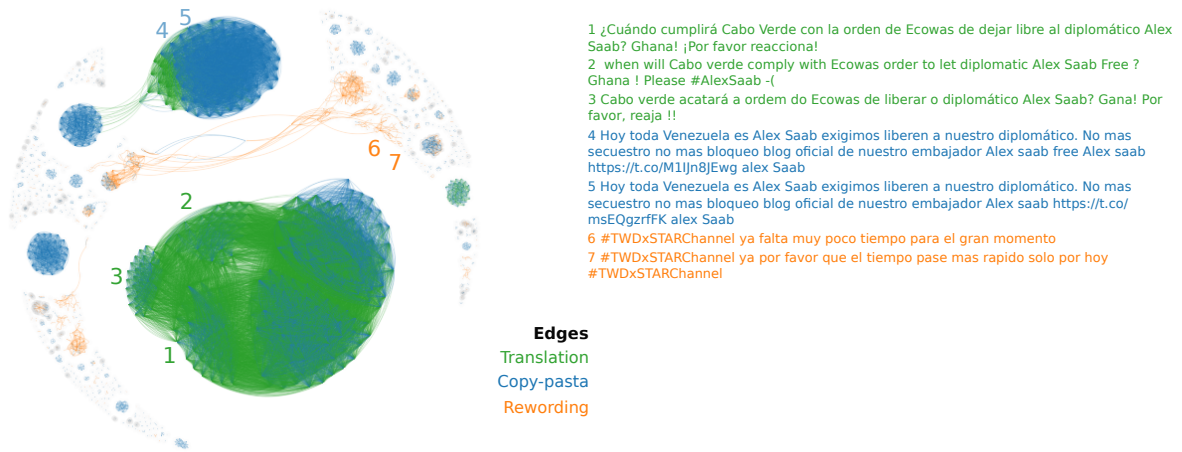 4
5
6
7
2
3
1
1 ¿Cuándo cumplirá Cabo Verde con la orden de Ecowas de dejar libre al diplomático Alex
Saab? Ghana! ¡Por favor reacciona!
2  when will Cabo verde comply with Ecowas order to let diplomatic Alex Saab Free ?
Ghana ! Please #AlexSaab -(
3 Cabo verde acatará a ordem do Ecowas de liberar o diplomático Alex Saab? Gana! Por
favor, reaja !!
4 Hoy toda Venezuela es Alex Saab exigimos liberen a nuestro diplomático. No mas
secuestro no mas bloqueo blog oficial de nuestro embajador Alex saab free Alex saab
https://t.co/M1lJn8JEwg alex Saab
5 Hoy toda Venezuela es Alex Saab exigimos liberen a nuestro diplomático. No mas
secuestro no mas bloqueo blog oficial de nuestro embajador Alex saab https://t.co/
msEQgzrfFK alex Saab
6 #TWDxSTARChannel ya falta muy poco tiempo para el gran momento
7 #TWDxSTARChannel ya por favor que el tiempo pase mas rapido solo por hoy
#TWDxSTARChannel
Edges
Translation
Copy-pasta
Rewording